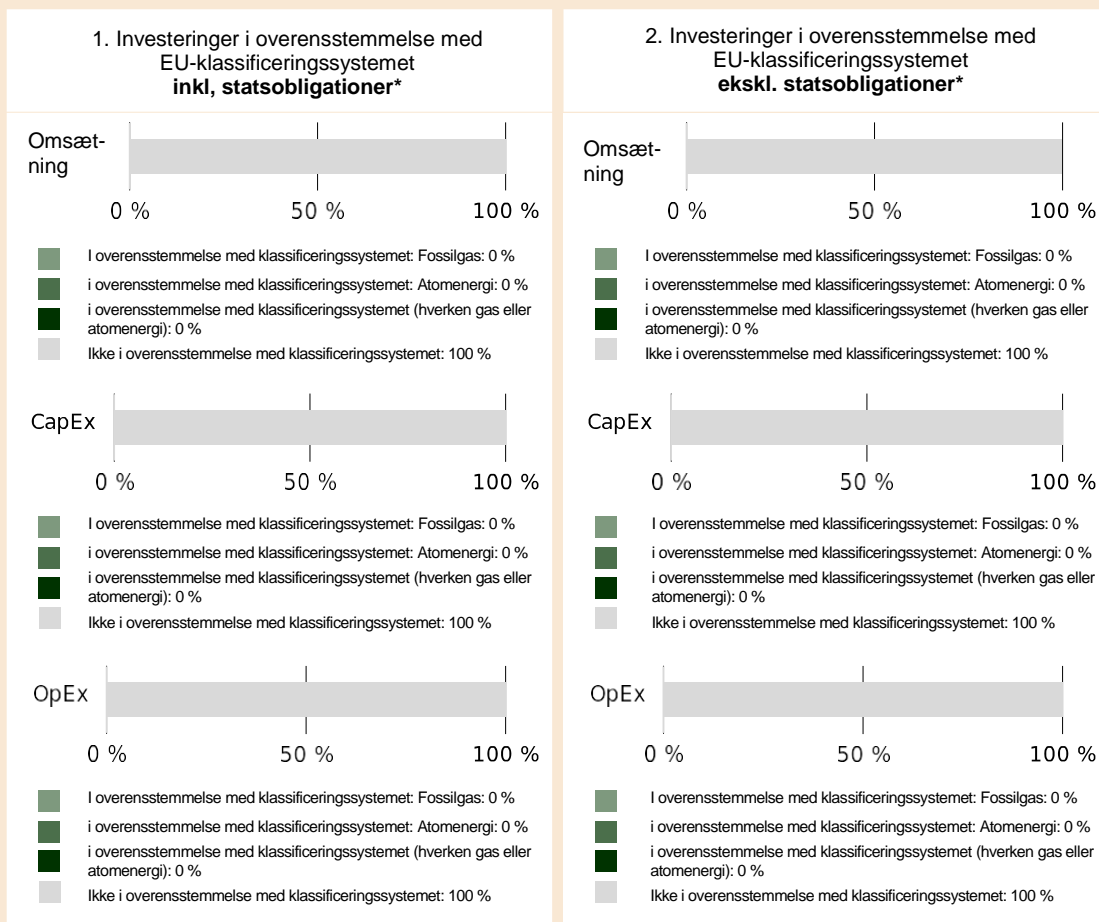 1. Investeringer i overensstemmelse med
EU-klassificeringssystemet
inkl, statsobligationer*
Omsæt-
ning
0 % 50 % 100 %
I overensstemmelse med klassificeringssystemet: Fossilgas: 0 %
i overensstemmelse med klassificeringssystemet: Atomenergi: 0 %
i overensstemmelse med klassificeringssystemet (hverken gas eller
atomenergi): 0 %
Ikke i overensstemmelse med klassificeringssystemet: 100 %
CapEx
0 % 50 % 100 %
I overensstemmelse med klassificeringssystemet: Fossilgas: 0 %
i overensstemmelse med klassificeringssystemet: Atomenergi: 0 %
i overensstemmelse med klassificeringssystemet (hverken gas eller
atomenergi): 0 %
Ikke i overensstemmelse med klassificeringssystemet: 100 %
OpEx
0 % 50 % 100 %
I overensstemmelse med klassificeringssystemet: Fossilgas: 0 %
i overensstemmelse med klassificeringssystemet: Atomenergi: 0 %
i overensstemmelse med klassificeringssystemet (hverken gas eller
atomenergi): 0 %
Ikke i overensstemmelse med klassificeringssystemet: 100 %
2. Investeringer i overensstemmelse med
EU-klassificeringssystemet
ekskl. statsobligationer*
Omsæt-
ning
0 % 50 % 100 %
I overensstemmelse med klassificeringssystemet: Fossilgas: 0 %
i overensstemmelse med klassificeringssystemet: Atomenergi: 0 %
i overensstemmelse med klassificeringssystemet (hverken gas eller
atomenergi): 0 %
Ikke i overensstemmelse med klassificeringssystemet: 100 %
CapEx
0 % 50 % 100 %
I overensstemmelse med klassificeringssystemet: Fossilgas: 0 %
i overensstemmelse med klassificeringssystemet: Atomenergi: 0 %
i overensstemmelse med klassificeringssystemet (hverken gas eller
atomenergi): 0 %
Ikke i overensstemmelse med klassificeringssystemet: 100 %
OpEx
0 % 50 % 100 %
I overensstemmelse med klassificeringssystemet: Fossilgas: 0 %
i overensstemmelse med klassificeringssystemet: Atomenergi: 0 %
i overensstemmelse med klassificeringssystemet (hverken gas eller
atomenergi): 0 %
Ikke i overensstemmelse med klassificeringssystemet: 100 %